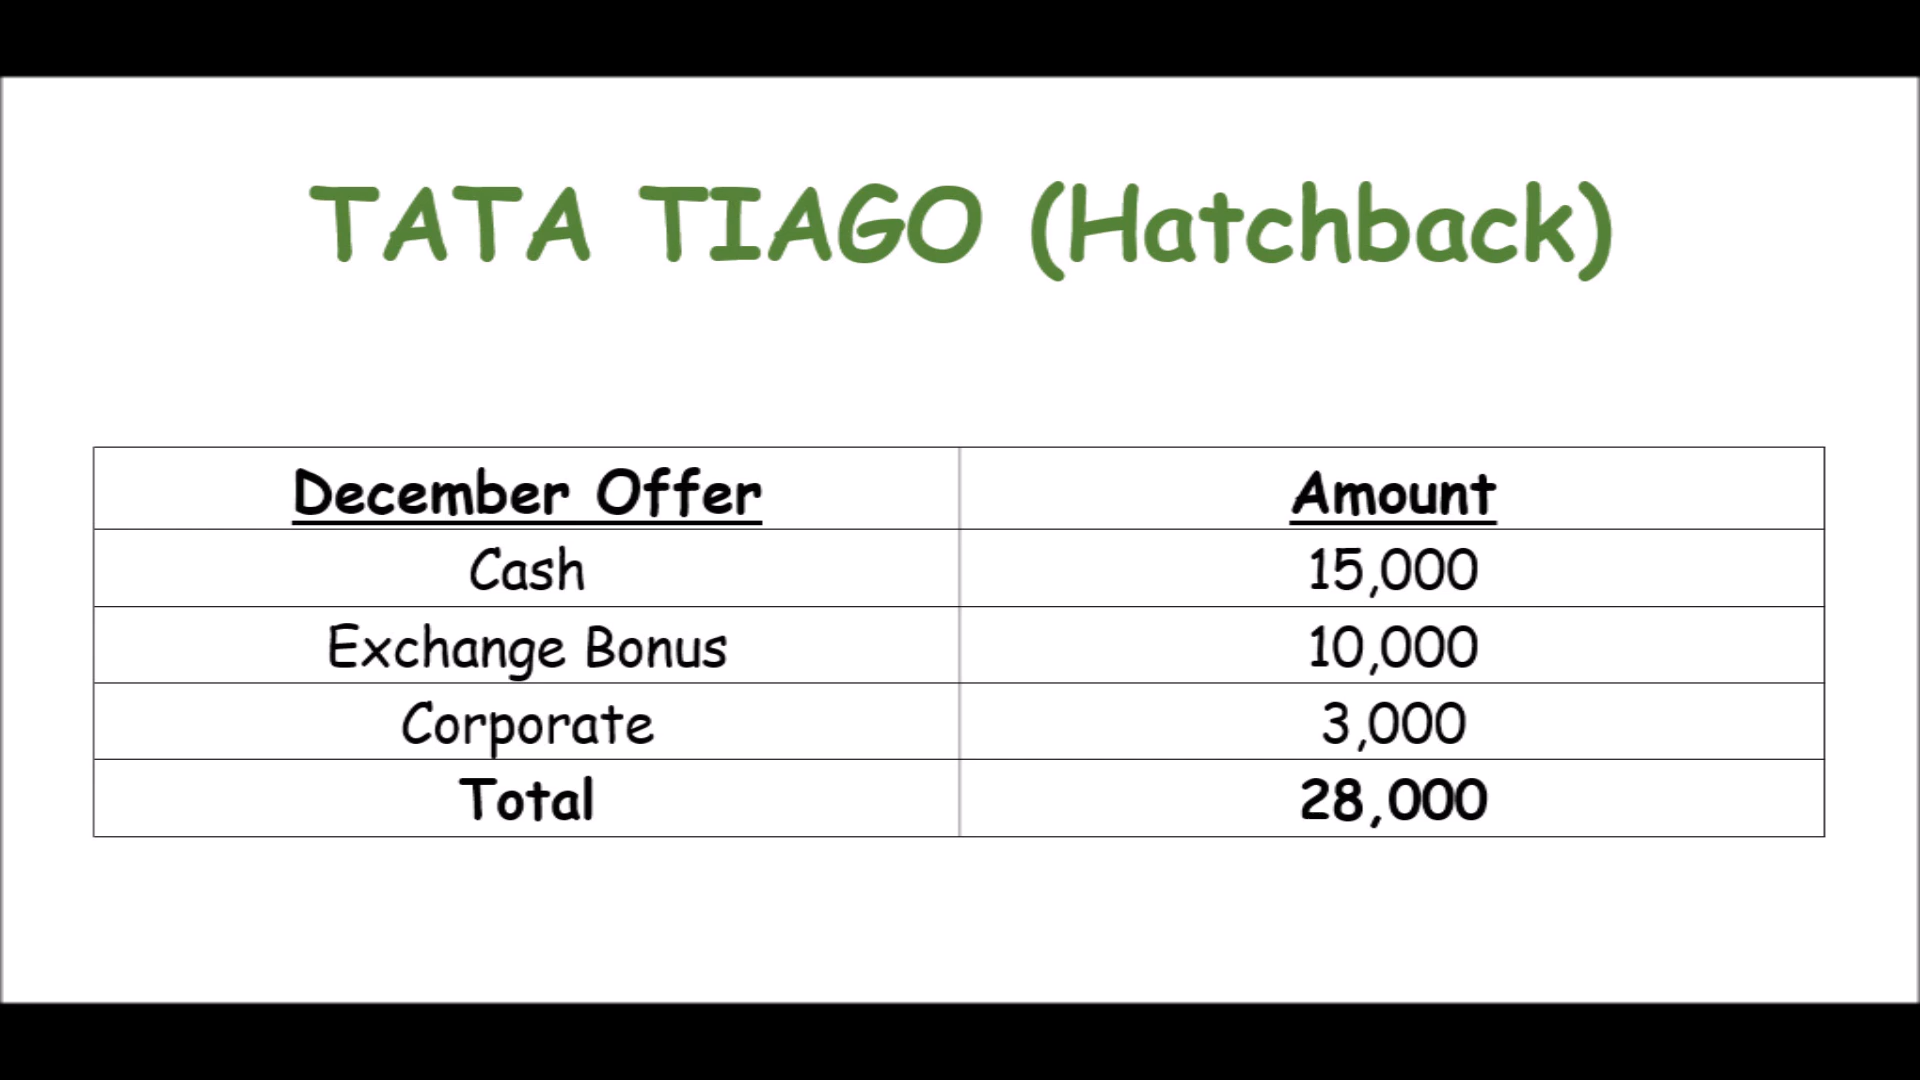 TATA TIAGO (Hatchback)
December Offer Amount
Cash 15,000
Exchange Bonus 10,000
Corporate 3,000
Total 28,000